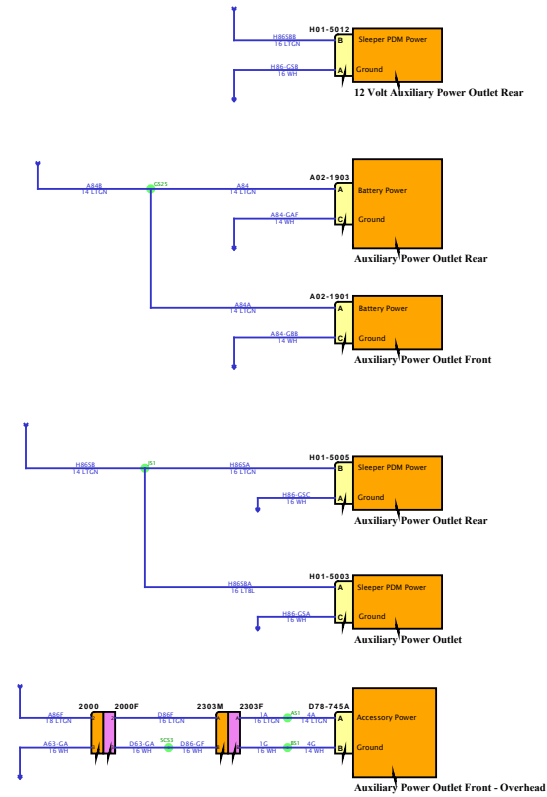 H01-5012
H86SBB
16 LTGN
B
Sleeper PDM Power
H86-GSB
16 WH
A
Ground
12 Volt Auxiliary Power Outlet Rear
A02-1903
A84B
14 LTGN
GS25
A84
14 LTGN
A
Battery Power
A84-GAF
14 WH
C
Ground
Auxiliary Power Outlet Rear
A02-1901
A84A
14 LTGN
A
Battery Power
A84-GBB
14 WH
C
Ground
Auxiliary Power Outlet Front
H01-5005
H86SB
14 LTGN
JS1
H86SA
16 LTGN
B
Sleeper PDM Power
H86-GSC
16 WH
A
Ground
Auxiliary Power Outlet Rear
H01-5003
H86SBA
16 LTBL
A
Sleeper PDM Power
H86-GSA
16 WH
C
Ground
Auxiliary Power Outlet
2000 2000F 2303M 2303F D78-745A
A86F
18 LTGN
2 2
D86F
16 LTGN
A A
1A
16 LTGN
AS1
4A
14 LTGN
A
Accessory Power
A63-GA
16 WH
D63-GA
16 WH
SCS3
D86-GF
16 WH
B B
1G
16 WH
BS1
4G
14 WH
B
Ground
Auxiliary Power Outlet Front - Overhead